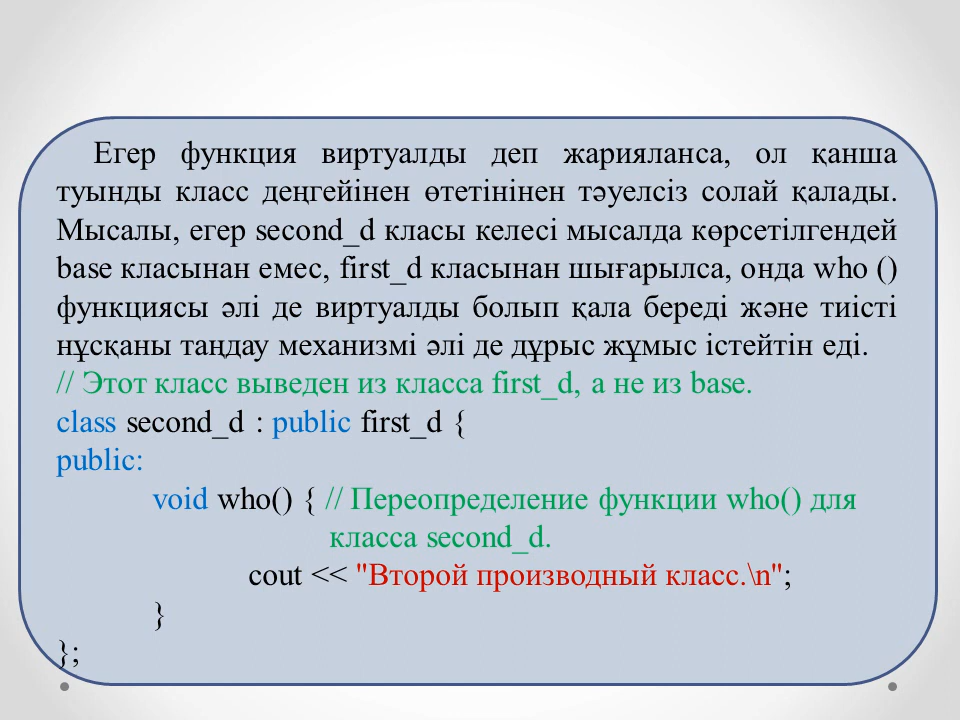 Егер функция виртуалды деп жарияланса, ол қанша
туынды класс деңгейінен өтетінінен тәуелсіз солай қалады.
Мысалы, егер second_d класы келесі мысалда көрсетілгендей
base класынан емес, first_d класынан шығарылса, онда who ()
функциясы әлі де виртуалды болып қала береді және тиісті
нұсқаны таңдау механизмі әлі де дұрыс жұмыс істейтін еді.
// Этот класс выведен из класса first_d, а не из base.
class second_d : public first_d {
public:
void who() { // Переопределение функции who() для
класса second_d.
cout << "Второй производный класс.\n";
}
};